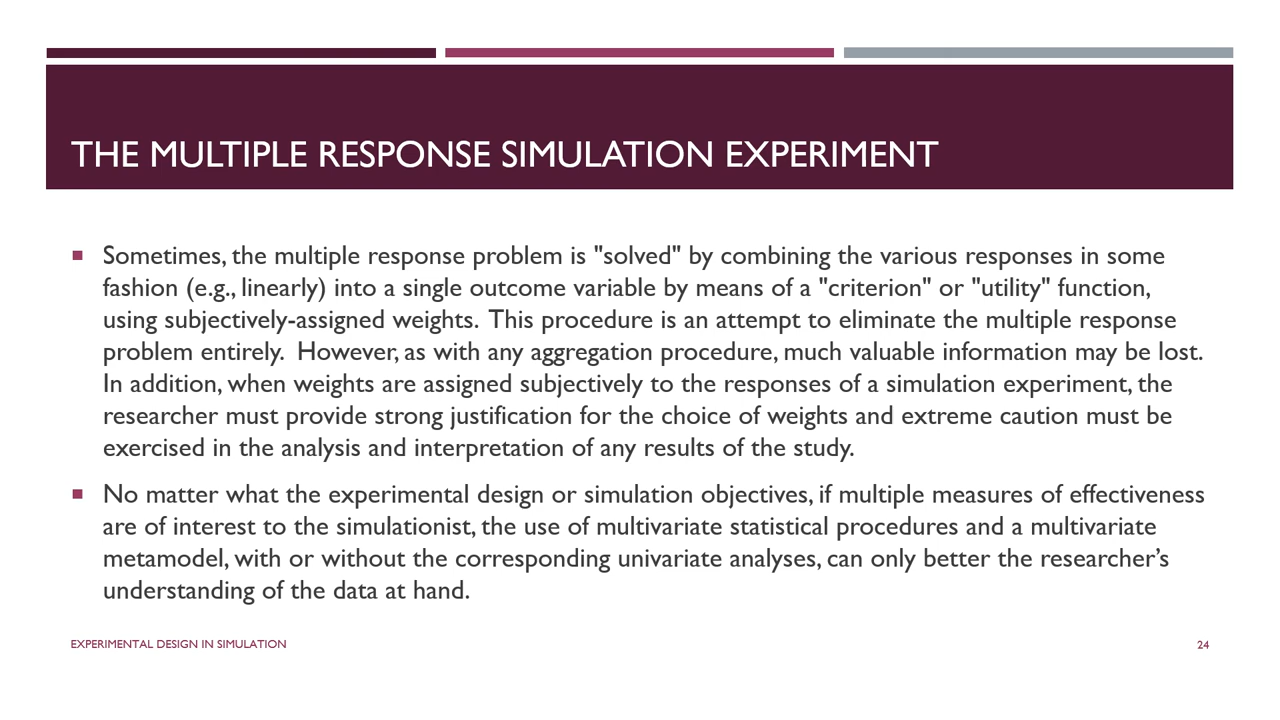 THE MULTIPLE RESPONSE SIMULATION EXPERIMENT
Sometimes, the multiple response problem is "solved" by combining the various responses in some
fashion (e.g., linearly) into a single outcome variable by means of a "criterion" or "utility" function,
using subjectively-assigned weights.  This procedure is an attempt to eliminate the multiple response
problem entirely.  However, as with any aggregation procedure, much valuable information may be lost.
In addition, when weights are assigned subjectively to the responses of a simulation experiment, the
researcher must provide strong justification for the choice of weights and extreme caution must be
exercised in the analysis and interpretation of any results of the study.
No matter what the experimental design or simulation objectives, if multiple measures of effectiveness
are of interest to the simulationist, the use of multivariate statistical procedures and a multivariate
metamodel, with or without the corresponding univariate analyses, can only better the researcher’s
understanding of the data at hand.
EXPERIMENTAL DESIGN IN SIMULATION
24